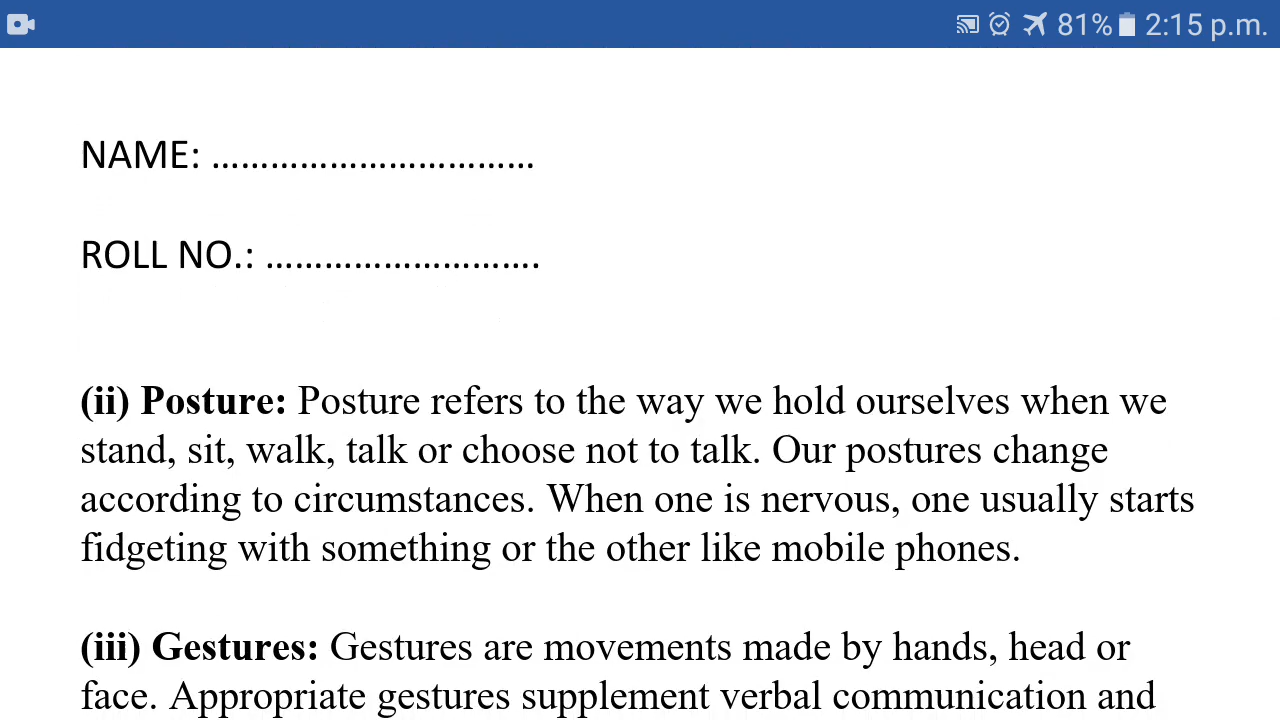 81% 2:15 p.m.
NAME: ……………………………
ROLL NO.: ……………………….
(ii) Posture: Posture refers to the way we hold ourselves when we
stand, sit, walk, talk or choose not to talk. Our postures change
according to circumstances. When one is nervous, one usually starts
fidgeting with something or the other like mobile phones.
(iii) Gestures: Gestures are movements made by hands, head or
face. Appropriate gestures supplement verbal communication and